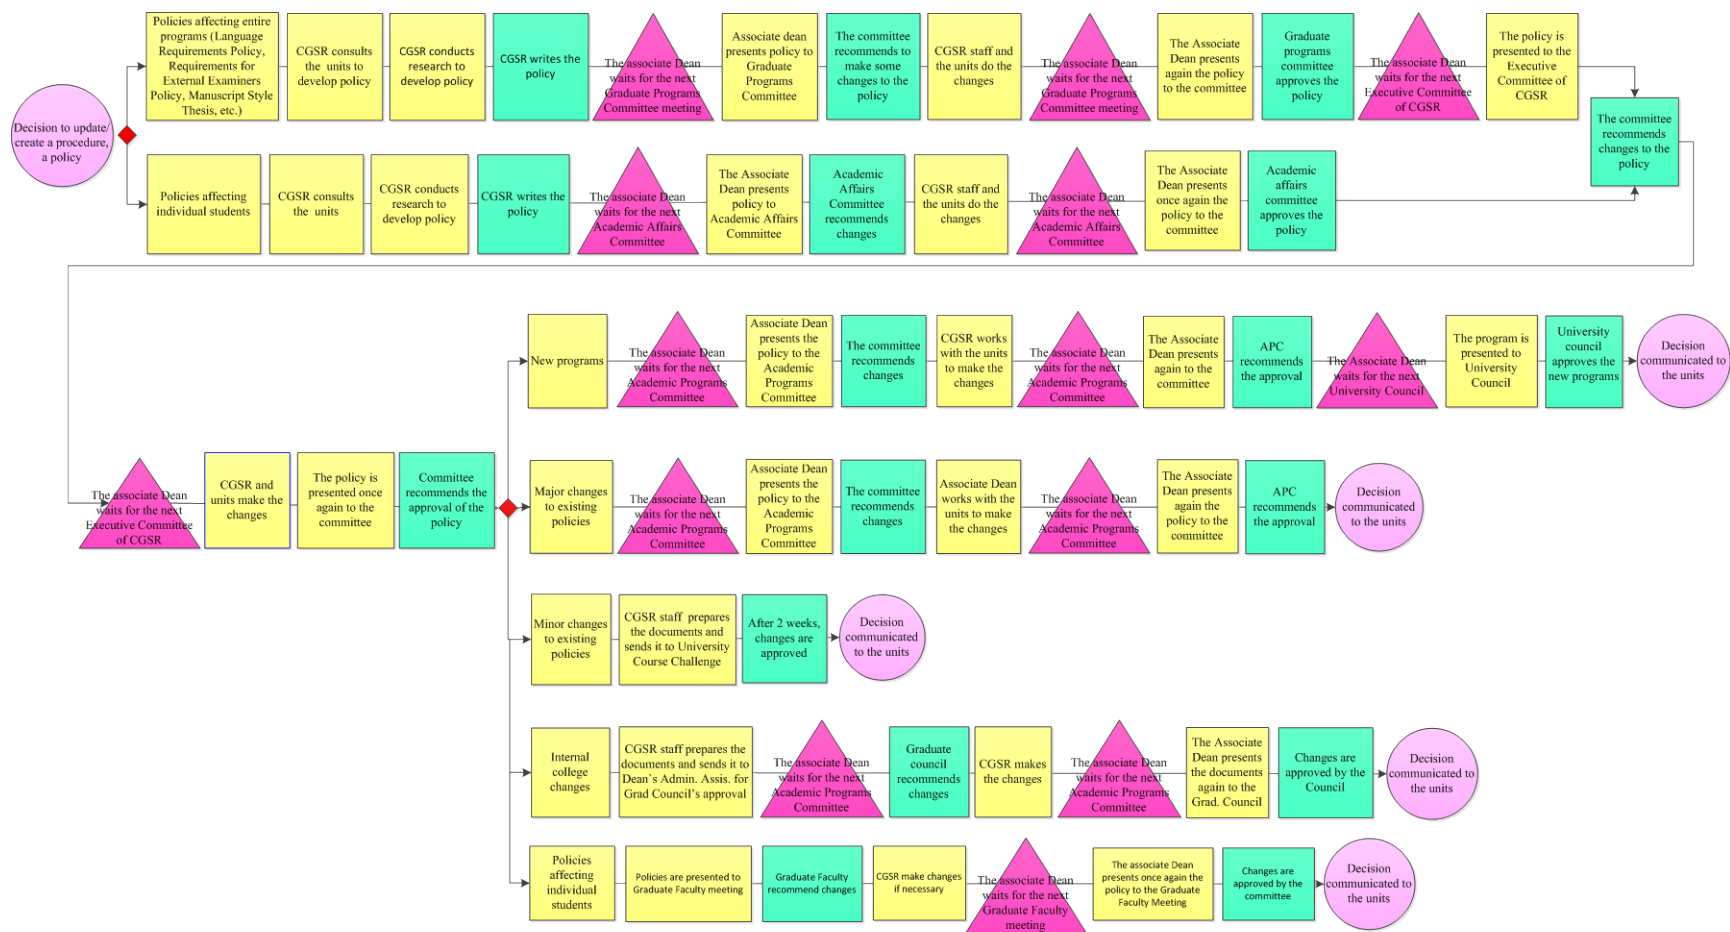 Decision to update/
create a procedure,
a policy
Policies affecting entire
programs (Language
Requirements Policy,
Requirements for
External Examiners
Policy, Manuscript Style
Thesis, etc.)
CGSR consults
the units to
develop policy
CGSR conducts
research to
develop policy
CGSR writes the
policy
The associate Dean
waits for the next
Graduate Programs
Committee meeting
Associate dean
presents policy to
Graduate
Programs
Committee
The committee
recommends to
make some
changes to the
policy
CGSR staff and
the units do the
changes
The associate Dean
waits for the next
Graduate Programs
Committee meeting
The Associate
Dean presents
again the policy
to the committee
Graduate
programs
committee
approves the
policy
The associate Dean
waits for the next
Executive Committee
of CGSR
The policy is
presented to the
Executive
Committee of
CGSR
The committee
recommends
changes to the
policy
Policies affecting
individual students
CGSR consults
the units
CGSR conducts
research to
develop policy
CGSR writes the
policy
The associate Dean
waits for the next
Academic Affairs
Committee
The Associate
Dean presents
policy to
Academic Affairs
Committee
Academic
Affairs
Committee
recommends
changes
CGSR staff and
the units do the
changes
The associate Dean
waits for the next
Academic Affairs
Committee
The Associate
Dean presents
once again the
policy to the
committee
Academic
affairs
committee
approves the
policy
New programs
The associate Dean
waits for the next
Academic Programs
Committee
Associate Dean
presents the
policy to the
Academic
Programs
Committee
The committee
recommends
changes
CGSR works
with the units
to make the
changes
The associate Dean
waits for the next
Academic Programs
Committee
The Associate
Dean presents
again to the
committee
APC
recommends
the approval
The Associate Dean
waits for the next
University Council
The program is
presented to
University
Council
University
council
approves the
new programs
Decision
communicated to
the units
The associate Dean
waits for the next
Executive Committee
of CGSR
CGSR and
units make the
changes
The policy is
presented once
again to the
committee
Committee
recommends the
approval of the
policy
Major changes
to existing
policies
The associate Dean
waits for the next
Academic Programs
Committee
Associate Dean
presents the
policy to the
Academic
Programs
Committee
The committee
recommends
changes
Associate Dean
works with the
units to make
the changes
The associate Dean
waits for the next
Academic Programs
Committee
The Associate
Dean presents
again the
policy to the
committee
APC
recommends
the approval
Decision
communicated
to the units
Minor changes
to existing
policies
CGSR staff prepares
the documents and
sends it to University
Course Challenge
After 2 weeks,
changes are
approved
Decision
communicated
to the units
Internal
college
changes
CGSR staff prepares the
documents and sends it to
Dean`s Admin. Assis. for
Grad Council’s approval
The associate Dean
waits for the next
Academic Programs
Committee
Graduate
council
recommends
changes
CGSR makes
the changes
The associate Dean
waits for the next
Academic Programs
Committee
The Associate
Dean presents
the documents
again to the
Grad. Council
Changes are
approved by the
Council
Decision
communicated to
the units
Policies
affecting
individual
students
Policies are presented to
Graduate Faculty meeting
Graduate Faculty
recommend changes
CGSR make changes
if necessary
The associate Dean
waits for the next
Graduate Faculty
meeting
The associate Dean
presents once again the
policy to the Graduate
Faculty Meeting
Changes are
approved by the
committee
Decision
communicated to
the units